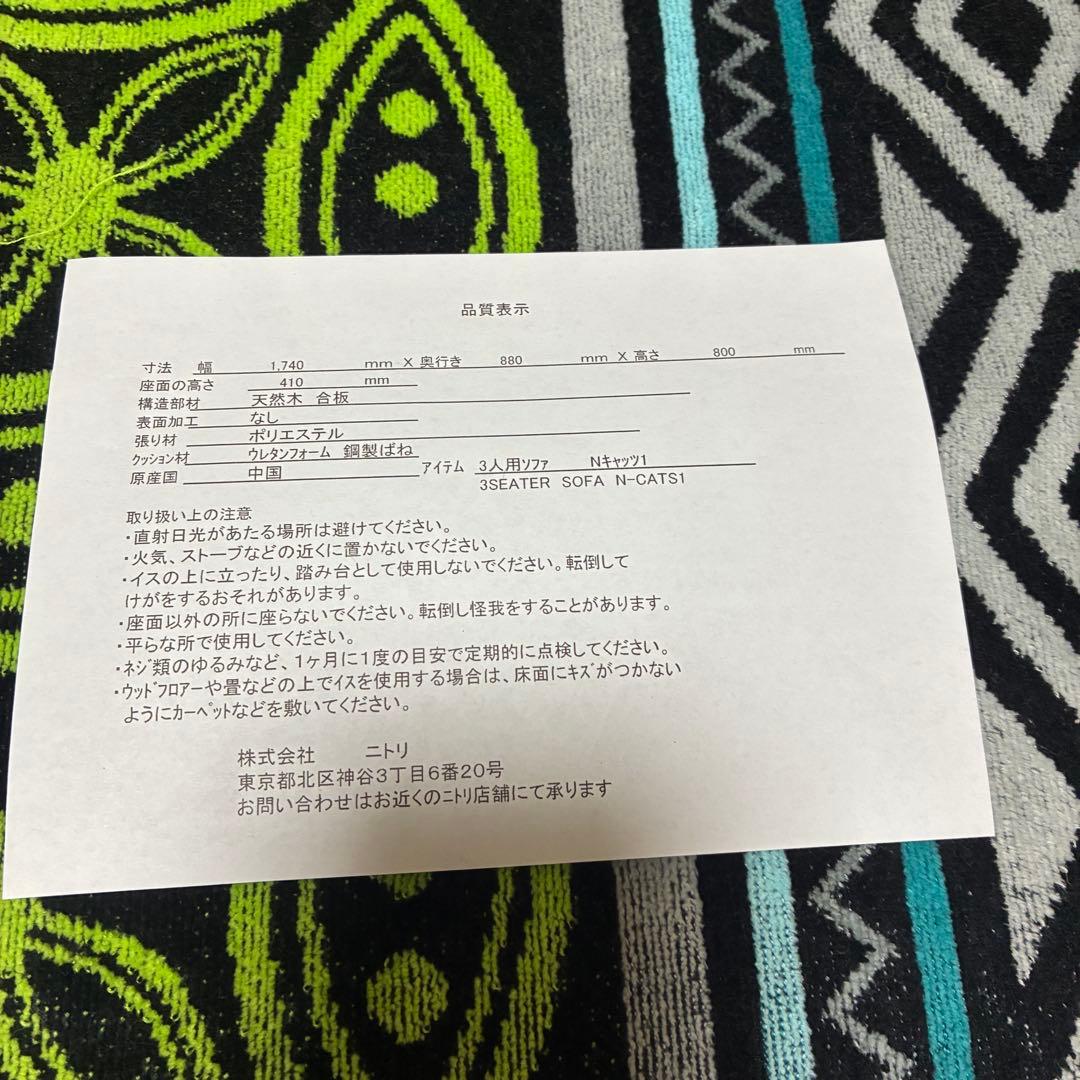 品質表示
寸法 幅 1,740 mm X 奥行き 880 mm X 高さ 800 mm
座面の高さ 410 mm
構造部材 天然木 合板
表面加工 なし
張り材 ポリエステル
ｸｯｼｮﾝ材 ｳﾚﾀﾝﾌｫｰﾑ 鋼製ばね
原産国 中国 アイテム 3人用ｿﾌｧ Nｷｬｯﾂ1
3SEATER SOFA N-CATS1
取り扱い上の注意
・直射日光があたる場所は避けてください。
・火気、ストーブなどの近くに置かないでください。
・イスの上に立ったり、踏み台として使用しないでください。転倒して
けがをするおそれがあります。
・座面以外の所に座らないでください。転倒し怪我をすることがあります。
・平らな所で使用してください。
・ﾈｼﾞ類のゆるみなど、1ヶ月に1度の目安で定期的に点検してください。
・ｳｯﾄﾞﾌﾛｱｰや畳などの上でｲｽを使用する場合は、床面にｷｽﾞがつかない
ようにｶｰﾍﾟｯﾄなどを敷いてください。
株式会社 ニトリ
東京都北区神谷3丁目6番20号
お問い合わせはお近くのﾆﾄﾘ店舗にて承ります